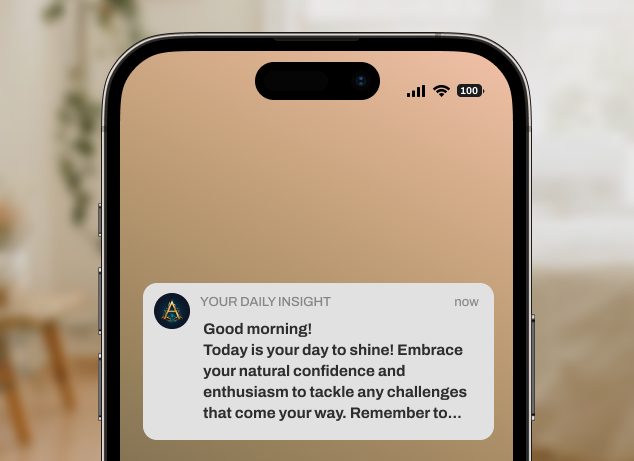 100
A
YOUR DAILY INSIGHT
now
Good morning!
Today is your day to shine! Embrace
your natural confidence and
enthusiasm to tackle any challenges
that come your way. Remember to...